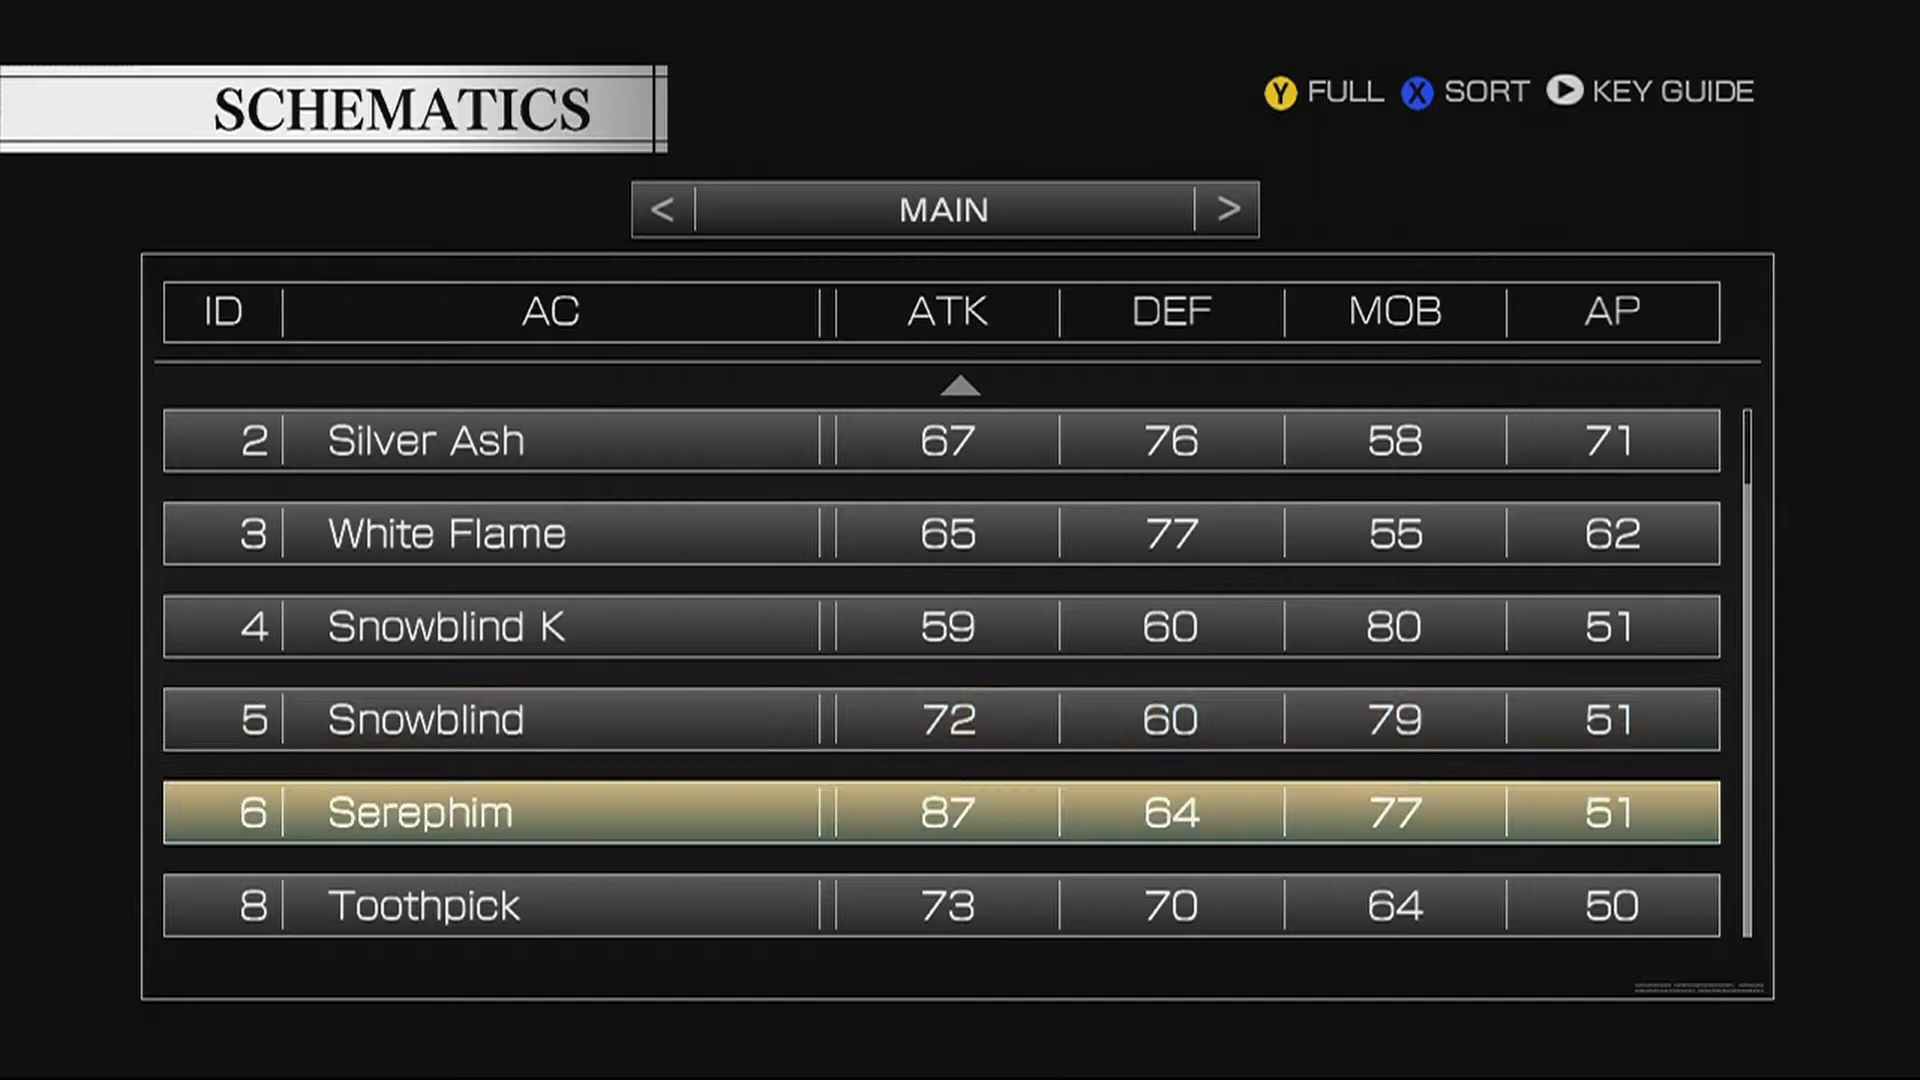 SCHEMATICS
Y FULL X SORT KEY GUIDE
< MAIN >
ID AC ATK DEF MOB AP
2 Silver Ash 67 76 58 71
3 White Flame 65 77 55 62
4 Snowblind K 59 60 80 51
5 Snowblind 72 60 79 51
6 Serephim 87 64 77 51
8 Toothpick 73 70 64 50